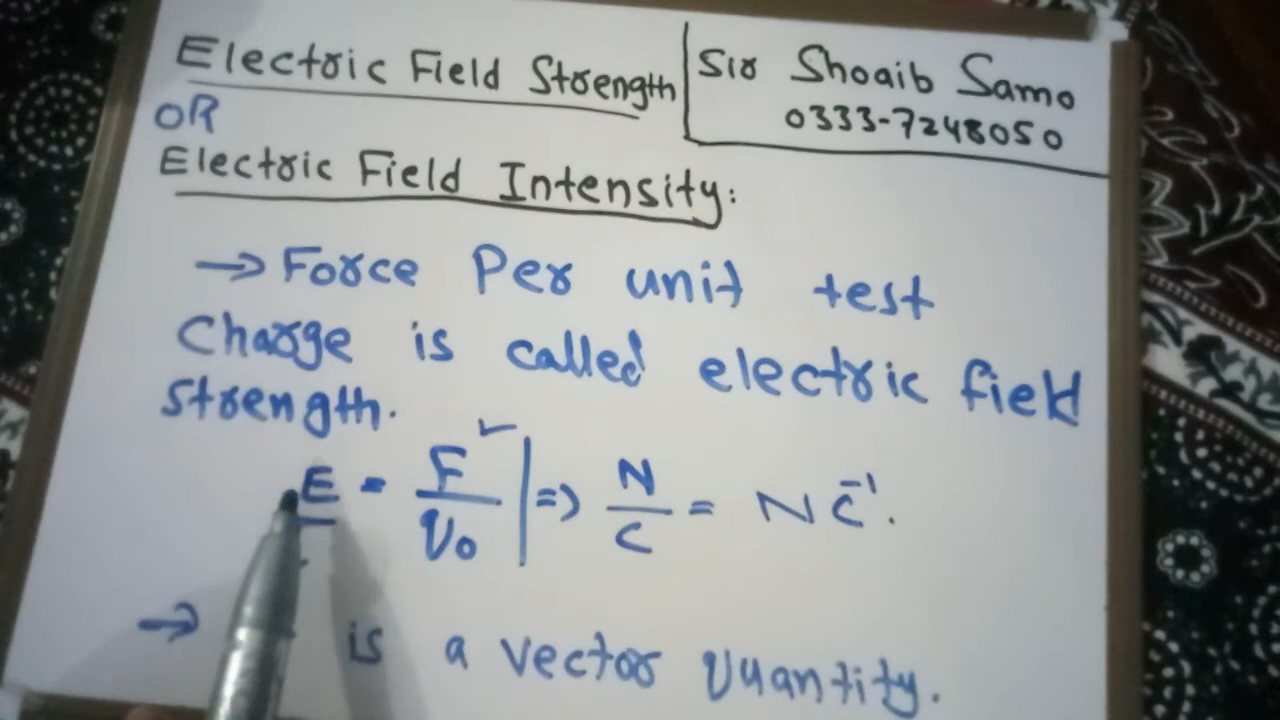 Electric Field Strength
Sir Shoaib Samo
0333-7248050
OR
Electric Field Intensity:
→ Force Per unit test
Charge is called electric field
strength.
E = F/q₀ ✓ | => N/C = N C⁻¹.
→ is a vector quantity.